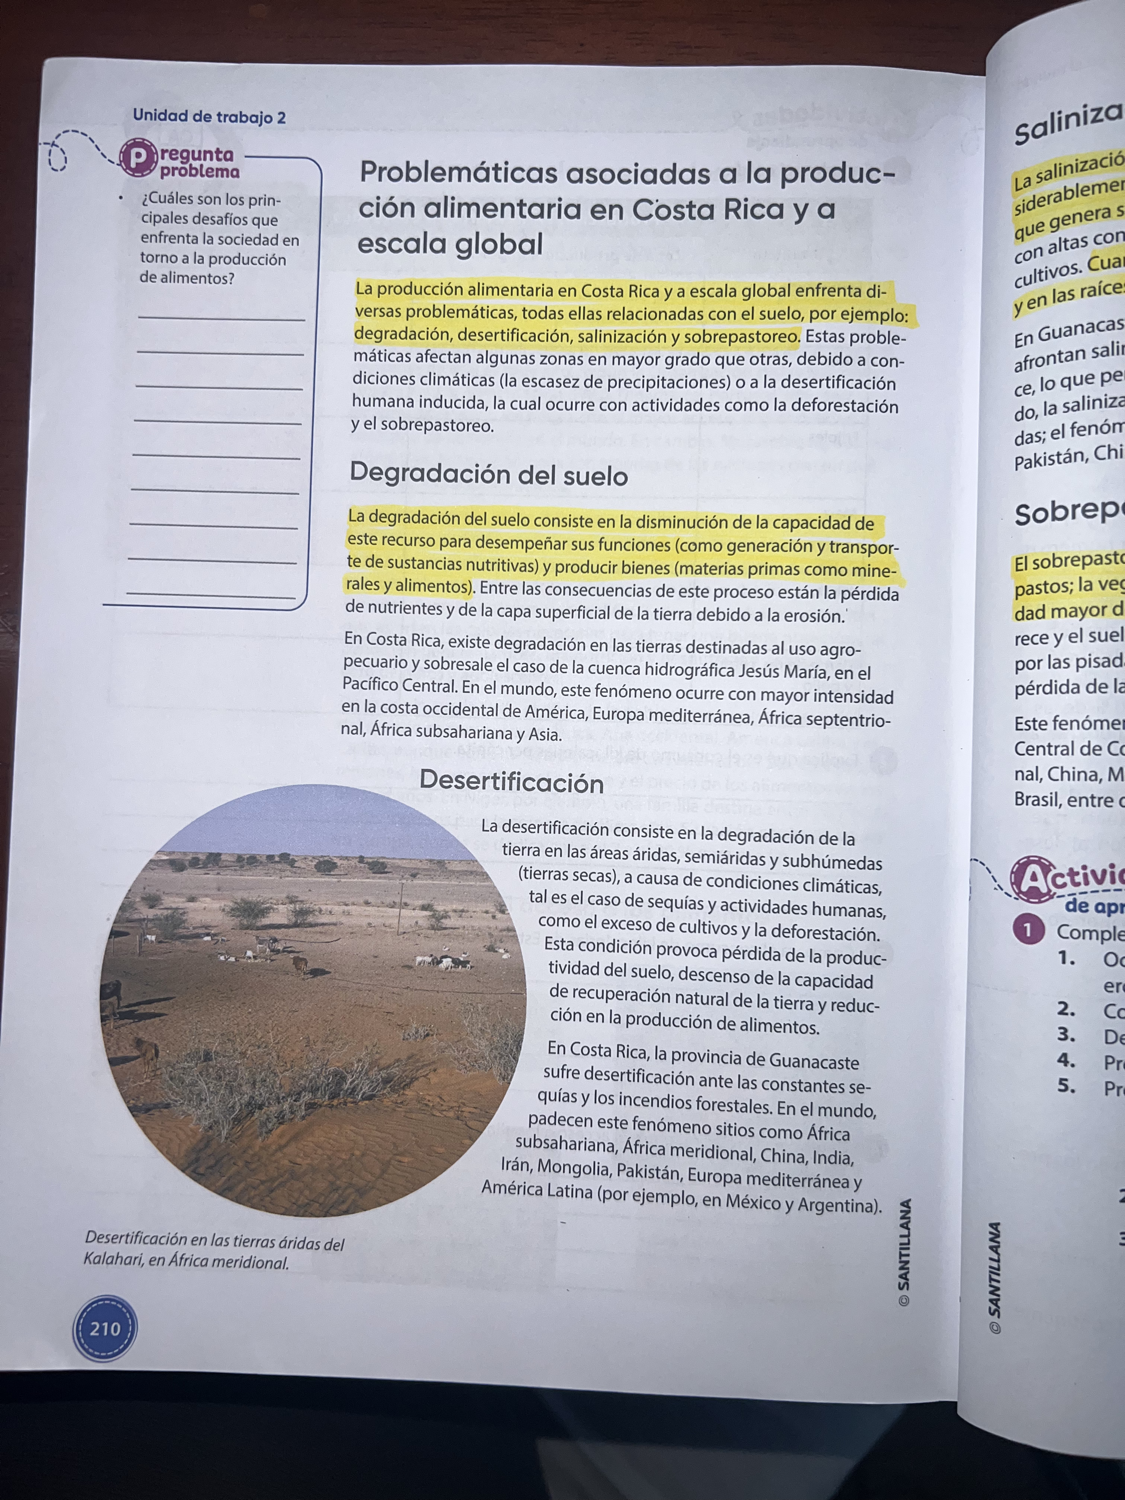 Unidad de trabajo 2
Pregunta
problema
• ¿Cuáles son los prin-
cipales desafíos que
enfrenta la sociedad en
torno a la producción
de alimentos?
Problemáticas asociadas a la produc-
ción alimentaria en Costa Rica y a
escala global
La producción alimentaria en Costa Rica y a escala global enfrenta di-
versas problemáticas, todas ellas relacionadas con el suelo, por ejemplo:
degradación, desertificación, salinización y sobrepastoreo. Estas proble-
máticas afectan algunas zonas en mayor grado que otras, debido a con-
diciones climáticas (la escasez de precipitaciones) o a la desertificación
humana inducida, la cual ocurre con actividades como la deforestación
y el sobrepastoreo.
Degradación del suelo
La degradación del suelo consiste en la disminución de la capacidad de
este recurso para desempeñar sus funciones (como generación y transpor-
te de sustancias nutritivas) y producir bienes (materias primas como mine-
rales y alimentos). Entre las consecuencias de este proceso están la pérdida
de nutrientes y de la capa superficial de la tierra debido a la erosión.
En Costa Rica, existe degradación en las tierras destinadas al uso agro-
pecuario y sobresale el caso de la cuenca hidrográfica Jesús María, en el
Pacífico Central. En el mundo, este fenómeno ocurre con mayor intensidad
en la costa occidental de América, Europa mediterránea, África septentrio-
nal, África subsahariana y Asia.
Desertificación
La desertificación consiste en la degradación de la
tierra en las áreas áridas, semiáridas y subhúmedas
(tierras secas), a causa de condiciones climáticas,
tal es el caso de sequías y actividades humanas,
como el exceso de cultivos y la deforestación.
Esta condición provoca pérdida de la produc-
tividad del suelo, descenso de la capacidad
de recuperación natural de la tierra y reduc-
ción en la producción de alimentos.
En Costa Rica, la provincia de Guanacaste
sufre desertificación ante las constantes se-
quías y los incendios forestales. En el mundo,
padecen este fenómeno sitios como África
subsahariana, África meridional, China, India,
Irán, Mongolia, Pakistán, Europa mediterránea y
América Latina (por ejemplo, en México y Argentina).
Desertificación en las tierras áridas del
Kalahari, en África meridional.
© SANTILLANA
210
Saliniza
La salinizació
siderablemen
que genera s
con altas con
cultivos. Cua
y en las raíce
En Guanacas
afrontan sali
ce, lo que pe
do, la saliniza
das; el fenóm
Pakistán, Chi
Sobrep
El sobrepasto
pastos; la veg
dad mayor d
rece y el suel
por las pisad
pérdida de la
Este fenóme
Central de Co
nal, China, M
Brasil, entre
Activi
de apr
1 Comple
1. Oc
er
2. Co
3. De
4. Pr
5. Pr
© SANTILLANA